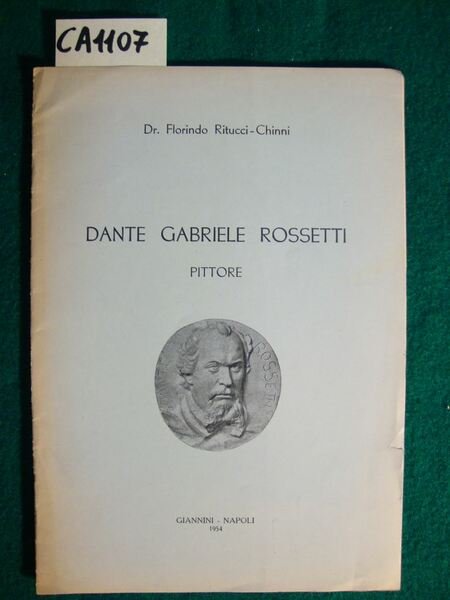 CA1107
Dr. Florindo Ritucci-Chinni
DANTE GABRIELE ROSSETTI
PITTORE
ROSSETTI
GIANNINI - NAPOLI
1954